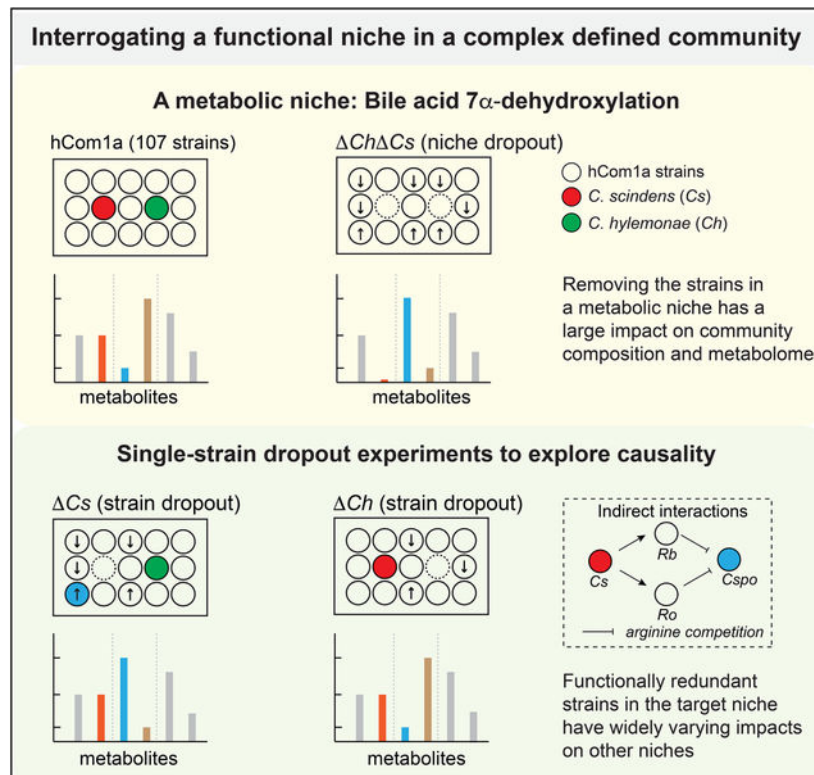 Interrogating a functional niche in a complex defined community
A metabolic niche: Bile acid 7α-dehydroxylation
hCom1a (107 strains)
ΔChΔCs (niche dropout)
hCom1a strains
C. scindens (Cs)
C. hylemonae (Ch)
metabolites
metabolites
Removing the strains in
a metabolic niche has a
large impact on community
composition and metabolome
Single-strain dropout experiments to explore causality
ΔCs (strain dropout)
ΔCh (strain dropout)
metabolites
metabolites
Indirect interactions
Rb
Cs
Cspo
Ro
arginine competition
Functionally redundant
strains in the target niche
have widely varying impacts
on other niches